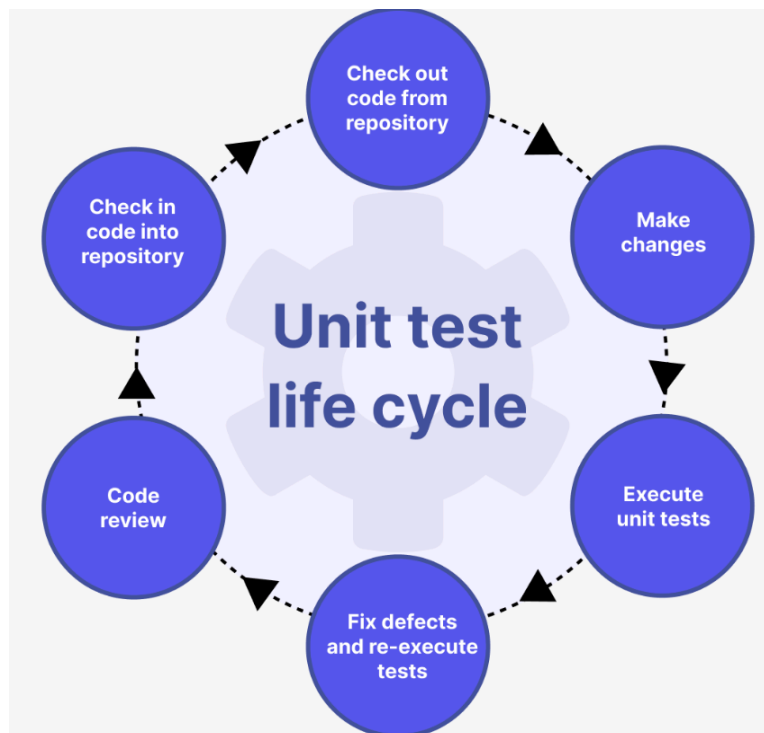 Check out
code from
repository
Make
changes
Execute
unit tests
Fix defects
and re-execute
tests
Code
review
Check in
code into
repository
Unit test
life cycle